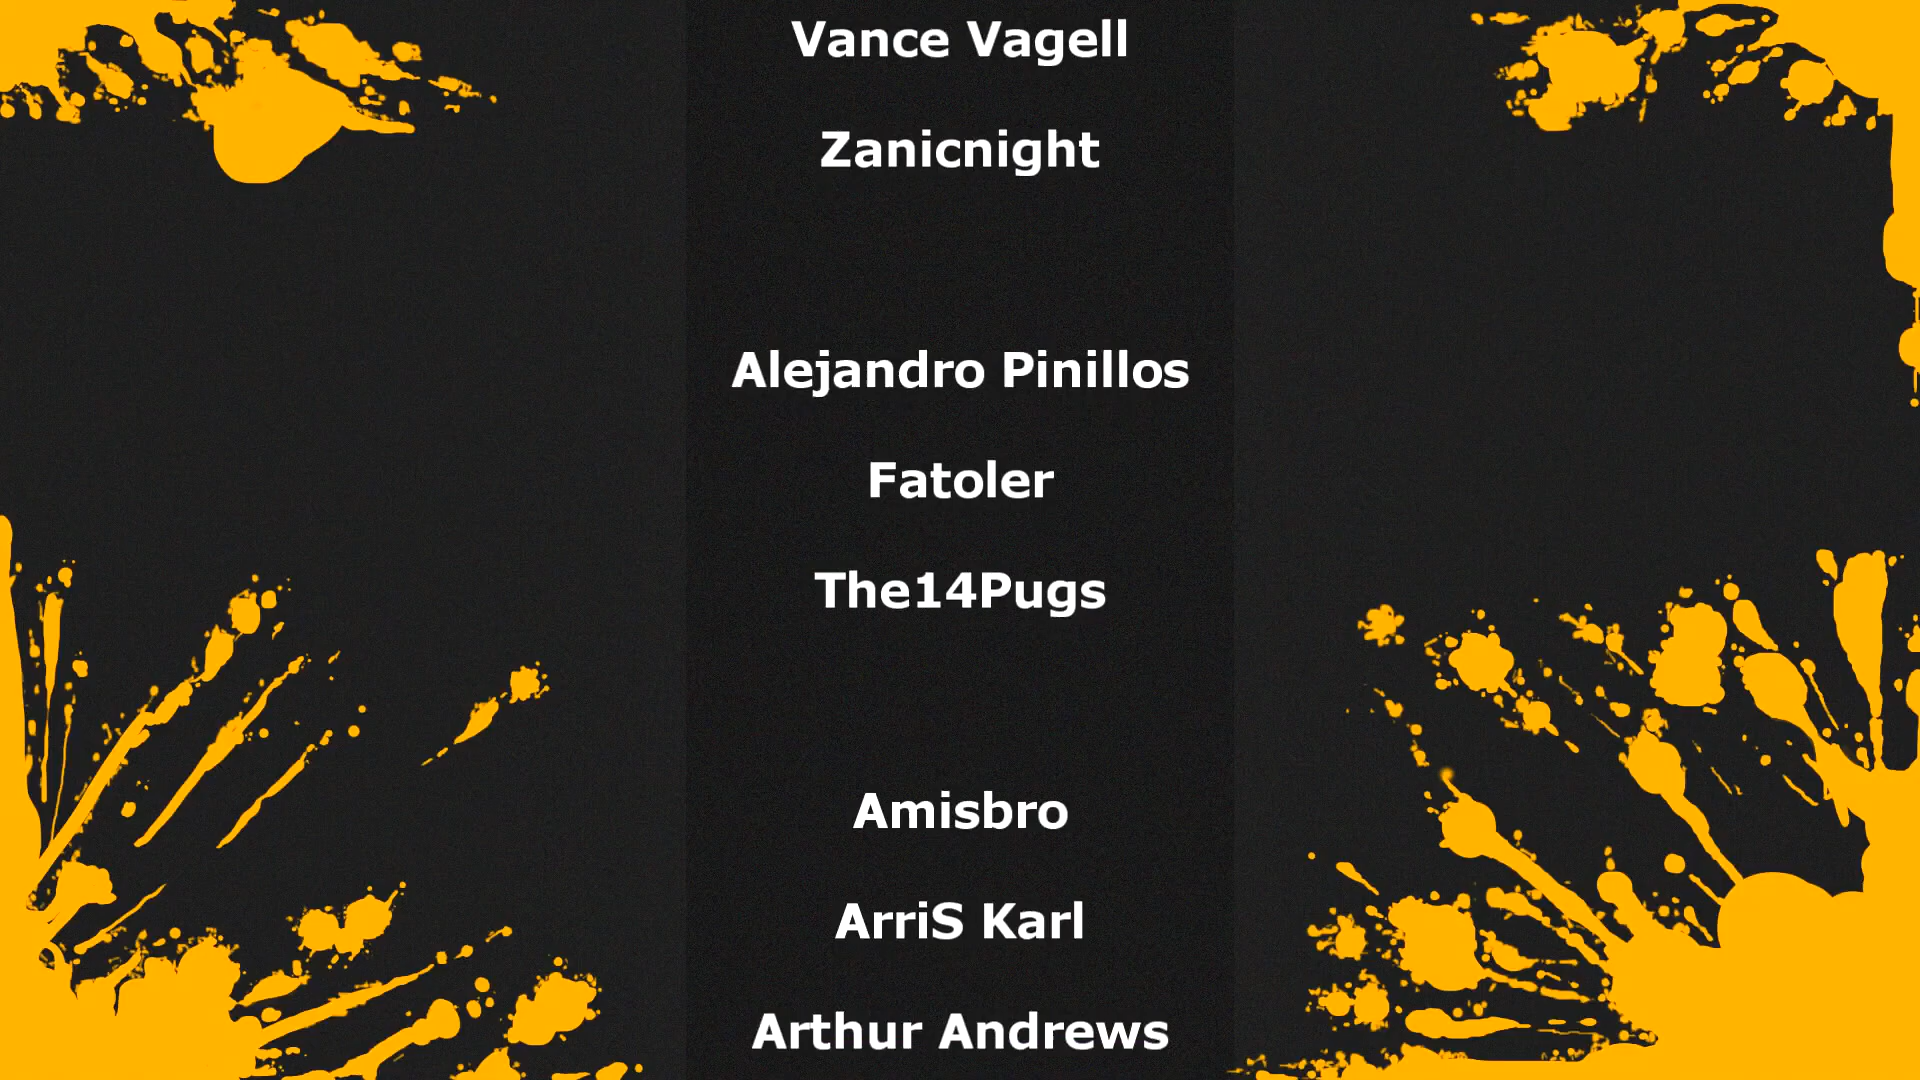 Vance Vagell
Zanicnight
Alejandro Pinillos
Fatoler
The14Pugs
Amisbro
ArriS Karl
Arthur Andrews